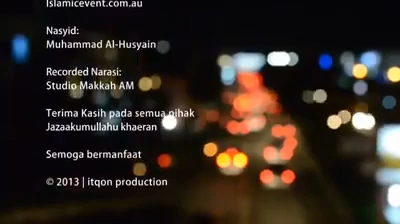 Islamicevent.com.au
Nasyid:
Muhammad Al-Husyain
Recorded Narasi:
Studio Makkah AM
Terima Kasih pada semua pihak
Jazaakumullahu khaeran
Semoga bermanfaat
© 2013 | itqon production